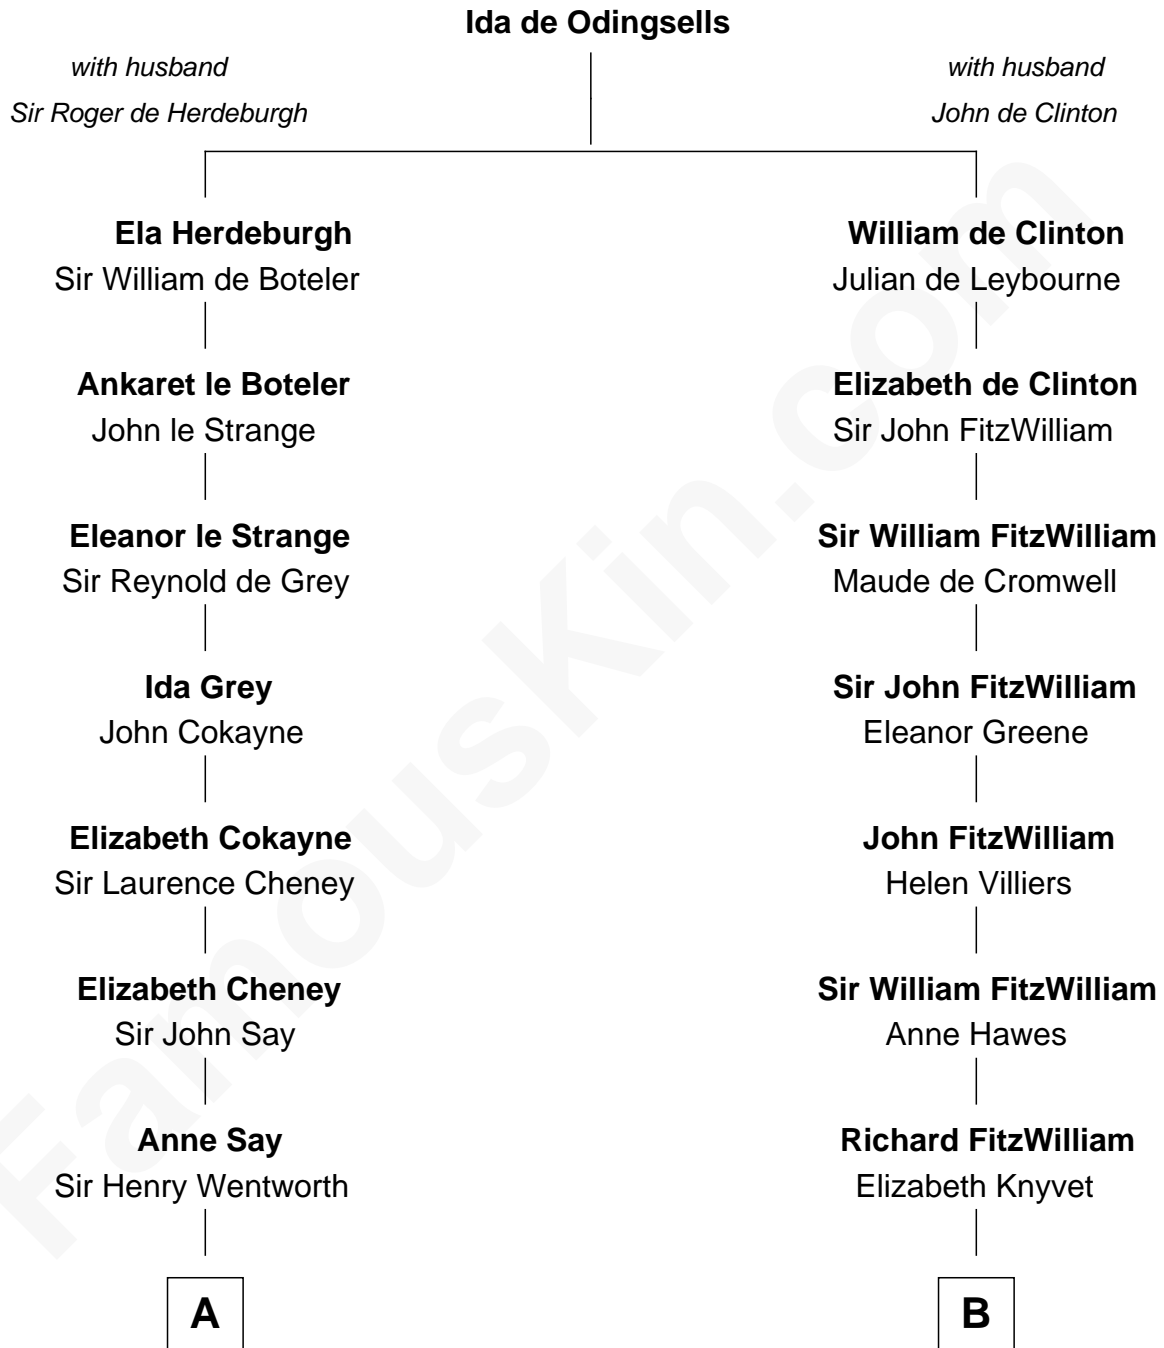 Ida de Odingsells
with husband
Sir Roger de Herdeburgh
with husband
John de Clinton
Ela Herdeburgh
Sir William de Boteler
William de Clinton
Julian de Leybourne
Ankaret le Boteler
John le Strange
Elizabeth de Clinton
Sir John FitzWilliam
Eleanor le Strange
Sir Reynold de Grey
Sir William FitzWilliam
Maude de Cromwell
Ida Grey
John Cokayne
Sir John FitzWilliam
Eleanor Greene
Elizabeth Cokayne
Sir Laurence Cheney
John FitzWilliam
Helen Villiers
Elizabeth Cheney
Sir John Say
Sir William FitzWilliam
Anne Hawes
Anne Say
Sir Henry Wentworth
Richard FitzWilliam
Elizabeth Knyvet
A
B
FamousKin.com